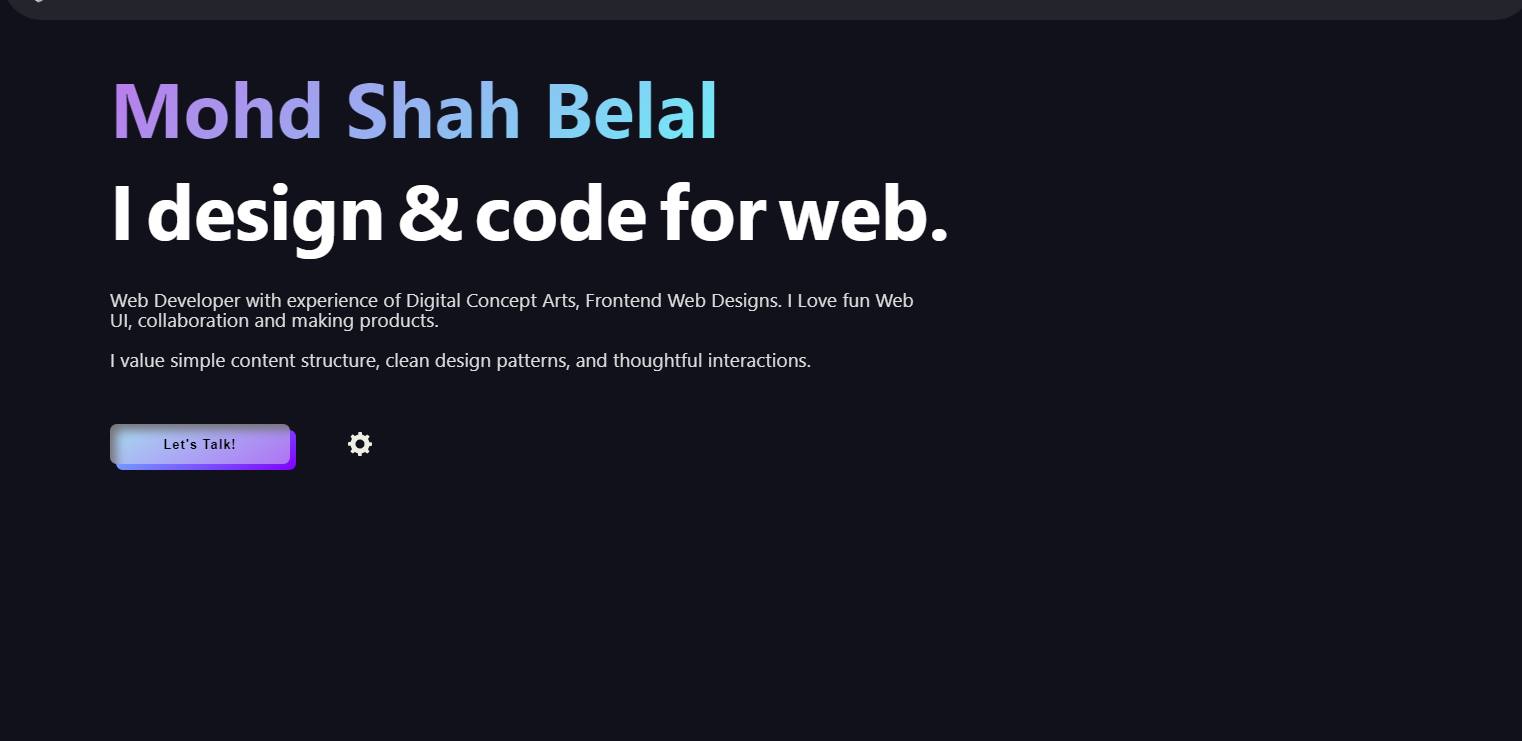 Mohd Shah Belal
I design & code for web.
Web Developer with experience of Digital Concept Arts, Frontend Web Designs. I Love fun Web
UI, collaboration and making products.
I value simple content structure, clean design patterns, and thoughtful interactions.
Let's Talk!